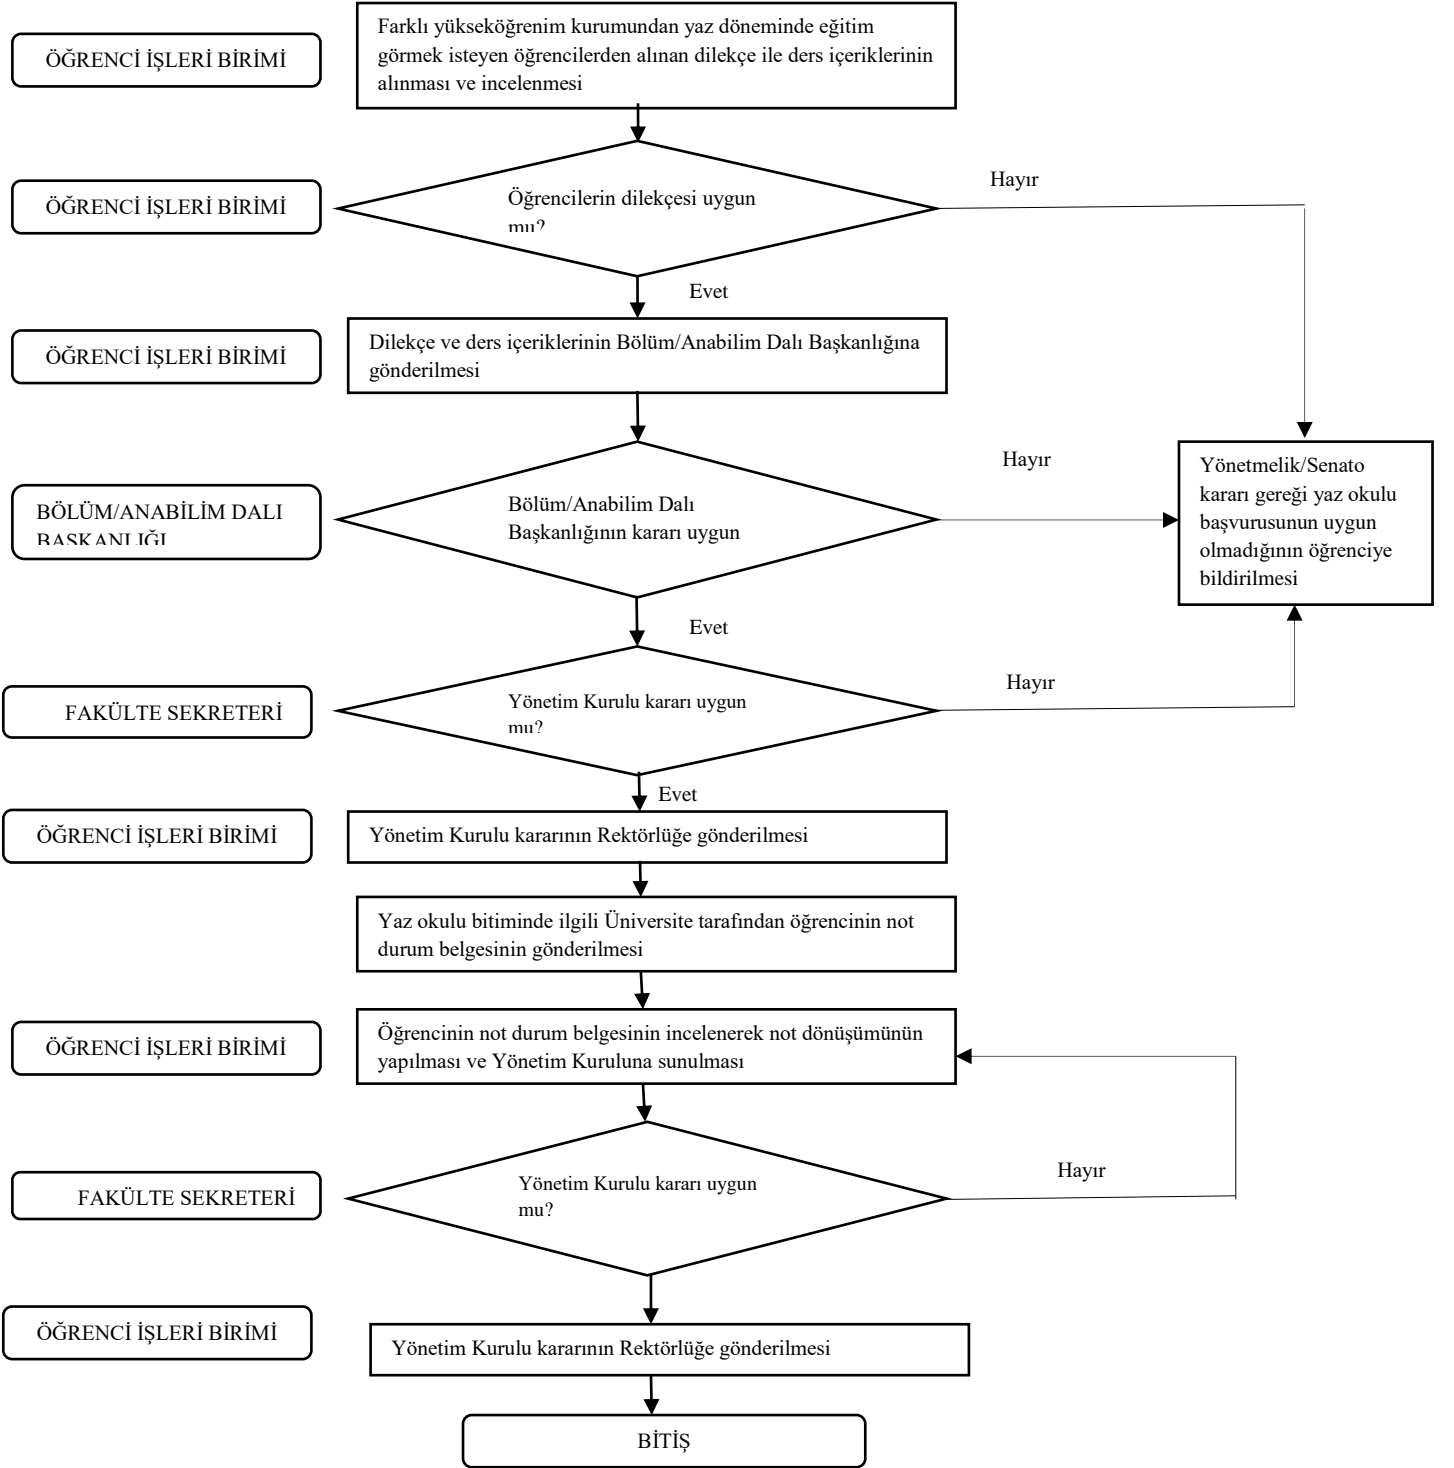 Farklı yükseköğrenim kurumundan yaz döneminde eğitim
görmek isteyen öğrencilerden alınan dilekçe ile ders içeriklerinin
alınması ve incelenmesi
ÖĞRENCİ İŞLERİ BİRİMİ
Hayır
ÖĞRENCİ İŞLERİ BİRİMİ
Öğrencilerin dilekçesi uygun
mu?
Evet
ÖĞRENCİ İŞLERİ BİRİMİ
Dilekçe ve ders içeriklerinin Bölüm/Anabilim Dalı Başkanlığına
gönderilmesi
Hayır
Yönetmelik/Senato
kararı gereği yaz okulu
başvurusunun uygun
olmadığının öğrenciye
bildirilmesi
BÖLÜM/ANABİLİM DALI
BAŞKANLIĞI
Bölüm/Anabilim Dalı
Başkanlığının kararı uygun
Evet
Hayır
FAKÜLTE SEKRETERİ
Yönetim Kurulu kararı uygun
mu?
Evet
ÖĞRENCİ İŞLERİ BİRİMİ
Yönetim Kurulu kararının Rektörlüğe gönderilmesi
Yaz okulu bitiminde ilgili Üniversite tarafından öğrencinin not
durum belgesinin gönderilmesi
ÖĞRENCİ İŞLERİ BİRİMİ
Öğrencinin not durum belgesinin incelenerek not dönüşümünün
yapılması ve Yönetim Kuruluna sunulması
Hayır
FAKÜLTE SEKRETERİ
Yönetim Kurulu kararı uygun
mu?
ÖĞRENCİ İŞLERİ BİRİMİ
Yönetim Kurulu kararının Rektörlüğe gönderilmesi
BİTİŞ